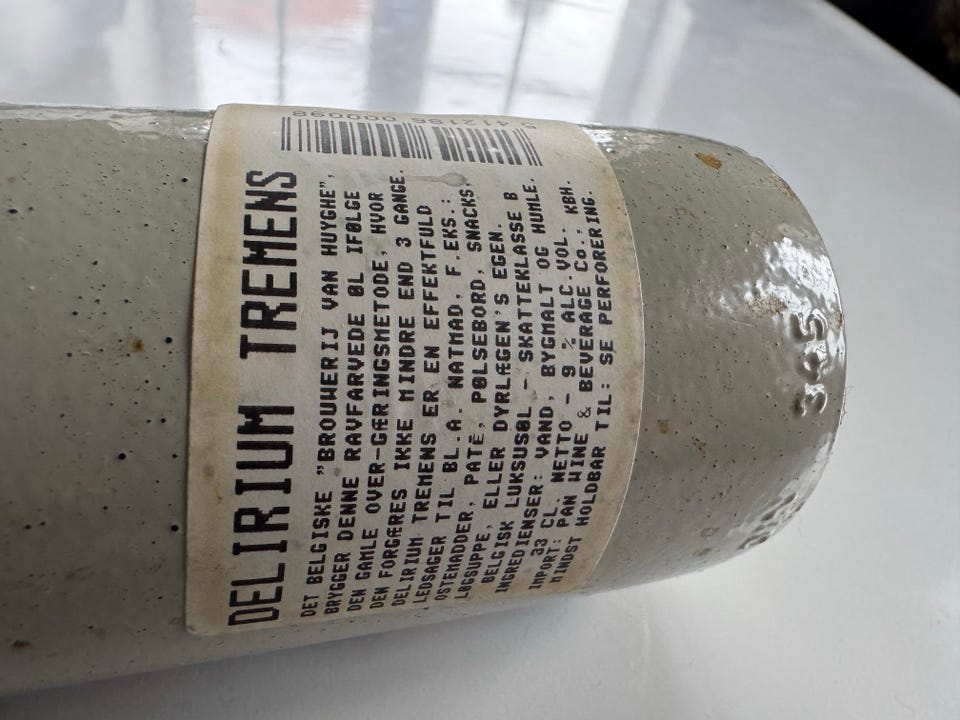 DELIRIUM TREMENS
DET BELGISKE "BROUWERIJ VAN HUYGHE",
BRYGGER DENNE RAVFARVEDE ØL IFØLGE
DEN GAMLE OVER-GÆRINGSMETODE, HVOR
DEN FORGÆRES IKKE MINDRE END 3 GANGE.
DELIRIUM TREMENS ER EN EFFEKTFULD
LEDSAGER TIL BL.A. NATMAD, F.EKS.:
OSTEMADDER, PATÉ, PØLSEBORD, SNACKS,
LØGSUPPE, ELLER DYRLÆGEN'S EGEN.
BELGISK LUKSUSØL - SKATTEKLASSE B
INGREDIENSER: VAND, BYGMALT OG HUMLE.
33 CL. NETTO - 9 % ALC.VOL.
IMPORT: PAN WINE & BEVERAGE Co., KBH.
MINDST HOLDBAR TIL: SE PERFORERING.
5 412186 000098